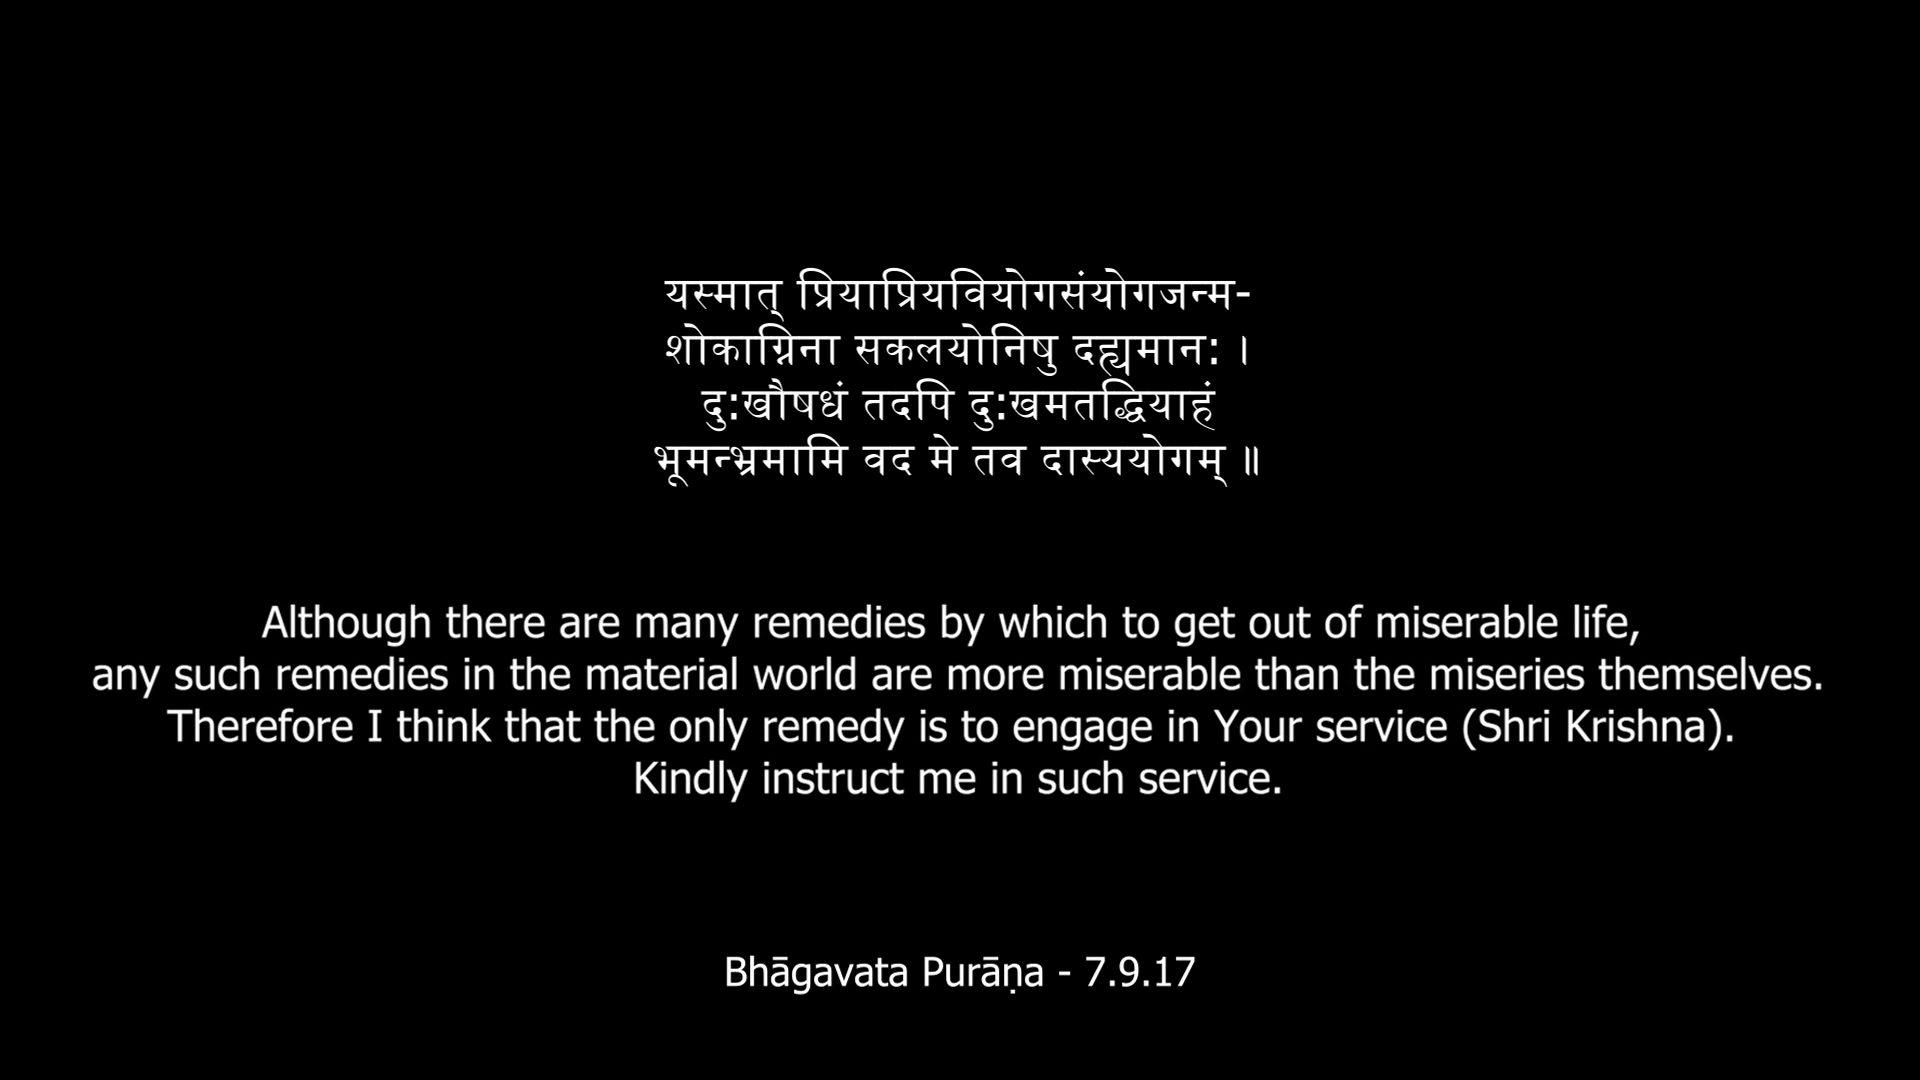 यस्मात् प्रियाप्रियवियोगसंयोगजन्म-
शोकाग्निना सकलयोनिषु दह्यमान: ।
दु:खौषधं तदपि दु:खमतद्धियाहं
भूमन्भ्रमामि वद मे तव दास्ययोगम् ॥
Although there are many remedies by which to get out of miserable life,
any such remedies in the material world are more miserable than the miseries themselves.
Therefore I think that the only remedy is to engage in Your service (Shri Krishna).
Kindly instruct me in such service.
Bhāgavata Purāṇa - 7.9.17